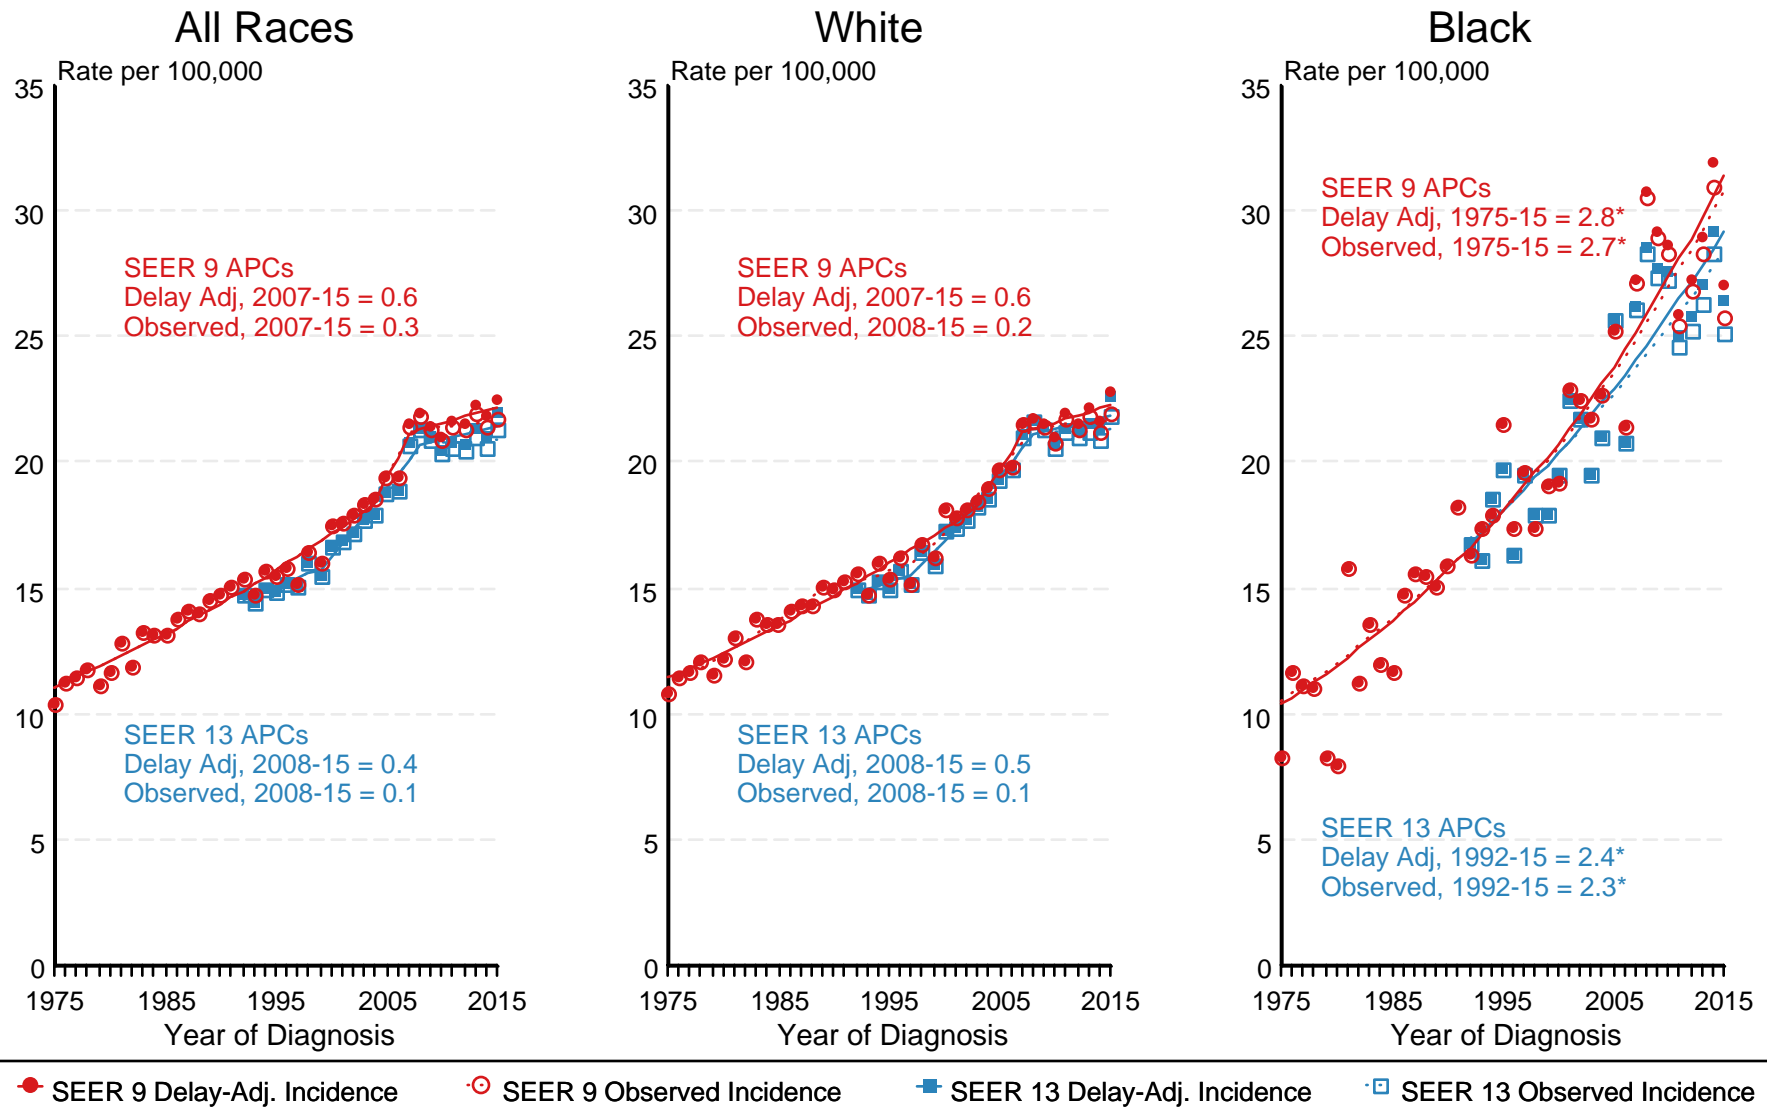 All Races
Rate per 100,000
35
30
25
20
15
10
5
0
SEER 9 APCs
Delay Adj, 2007-15 = 0.6
Observed, 2007-15 = 0.3
SEER 13 APCs
Delay Adj, 2008-15 = 0.4
Observed, 2008-15 = 0.1
1975 1985 1995 2005 2015
Year of Diagnosis
White
Rate per 100,000
35
30
25
20
15
10
5
0
SEER 9 APCs
Delay Adj, 2007-15 = 0.6
Observed, 2008-15 = 0.2
SEER 13 APCs
Delay Adj, 2008-15 = 0.5
Observed, 2008-15 = 0.1
1975 1985 1995 2005 2015
Year of Diagnosis
Black
Rate per 100,000
35
30
25
20
15
10
5
0
SEER 9 APCs
Delay Adj, 1975-15 = 2.8*
Observed, 1975-15 = 2.7*
SEER 13 APCs
Delay Adj, 1992-15 = 2.4*
Observed, 1992-15 = 2.3*
1975 1985 1995 2005 2015
Year of Diagnosis
SEER 9 Delay-Adj. Incidence
SEER 9 Observed Incidence
SEER 13 Delay-Adj. Incidence
SEER 13 Observed Incidence